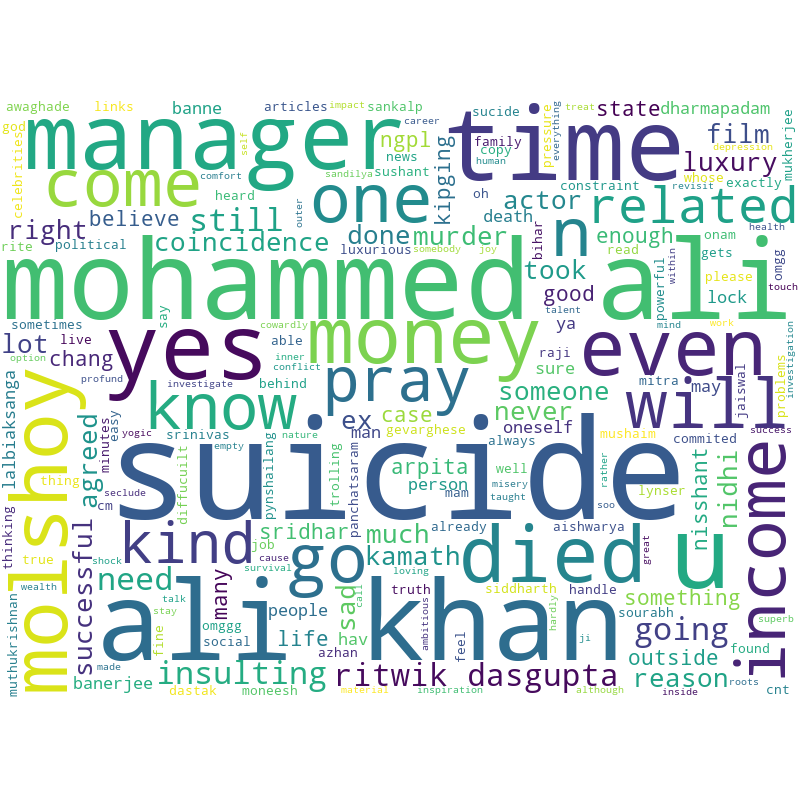 awaghade
links
banne
articles
impact
career
sankalp
sucide
treat
everything
state
dharmapadam
god
celebrities
manager
self
ngpl
news
family
time
pressure
film
depression
mukherjee
comfort
sandilya
sushant
copy
human
whose
revisit
exactly
come
heard
outer
one
kipging
oh
constraint
luxury
related
right
believe
still
actor
death
n
rite
political
coincidence
luxurious
done
murder
bihar
enough
read
onam
powerful
within
gets
please
omgg
health
touch
somebody
joy
took
good
talent
lock
mohammed ali
sometimes
say
cowardly
able
ya
mind
work
lot
live
yes
money
raji
even
option
chang
profund
inner
conflict
sure
mitra
may
jaiswal
problems
investigation
investigate
behind
pray
someone
will
know
lalbiaksanga
molshoy
agreed
minutes
easy
yogic
srinivas
empty
nature
ex
man
case
gevarghese
never
oneself
always
mushaim
commited
success
thing
seclude
diffucuilt
pynshailang
trolling
panchatsaram
suicide
arpita
person
mam
well
misery
taught
rather
soo
lynser
nisshant
nidhi
income
thinking
cm
true
shock
job
cause
kind
sridhar
much
kamath
already
aishwarya
go
died
u
great
successful
wealth
need
survival
loving
many
sad
call
truth
siddharth
handle
something
superb
muthukrishnan
talk
stay
omggg
people
hav
ali khan
ambitious
feel
hardly
ji
sourabh
going
fine
social
life
azhan
outside
found
made
insulting
ritwik dasgupta
reason
cnt
roots
banerjee
dastak
moneesh
material
inspiration
although
inside